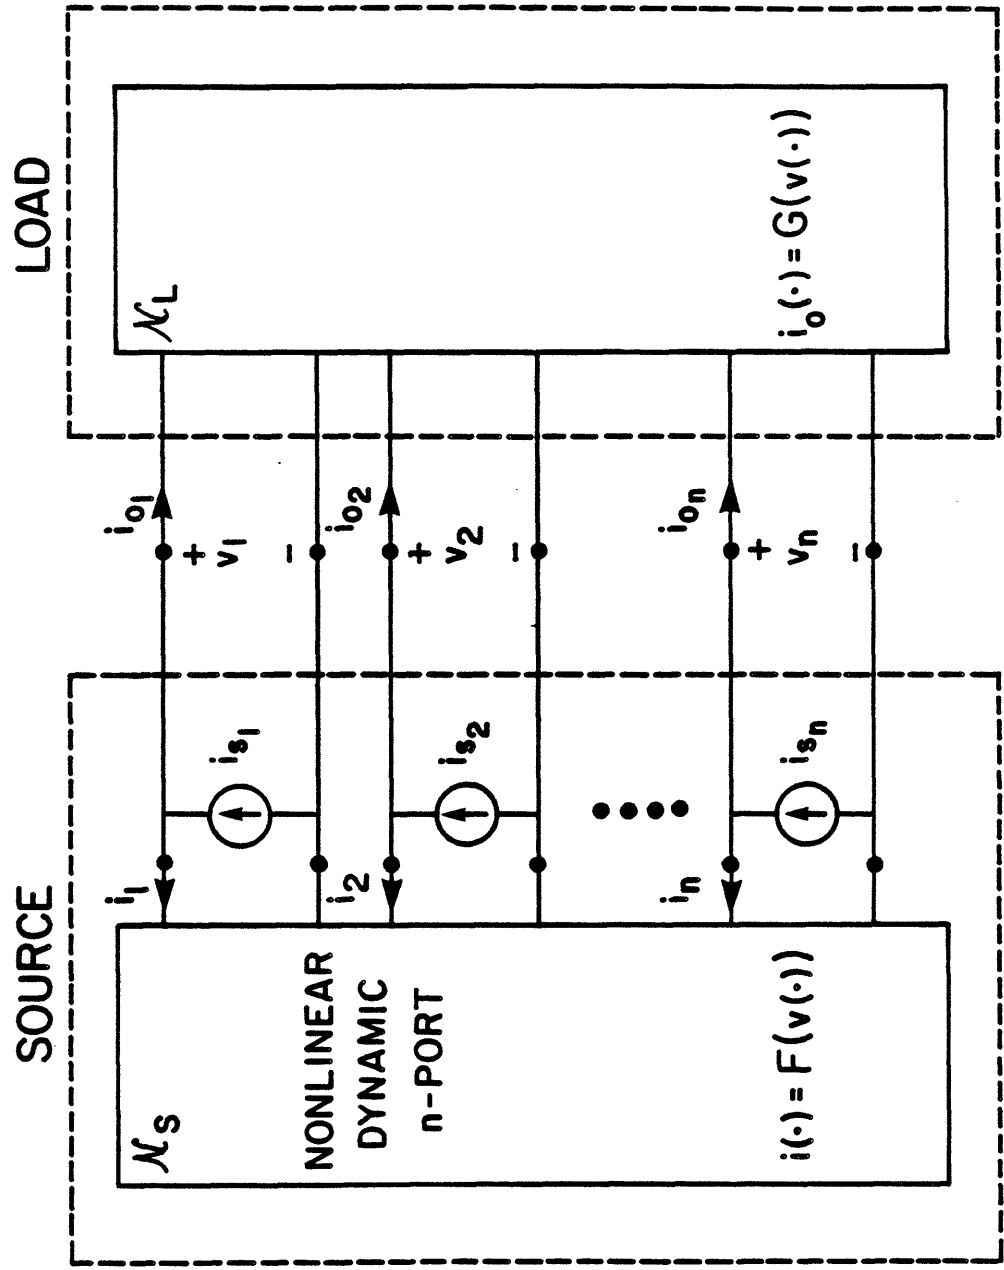 SOURCE
LOAD
𝒩S
NONLINEAR
DYNAMIC
n-PORT
i(·) = F(v(·))
i1
is1
i2
is2
in
isn
io1
+
v1
−
io2
+
v2
−
ion
+
vn
−
𝒩L
io(·) = G(v(·))